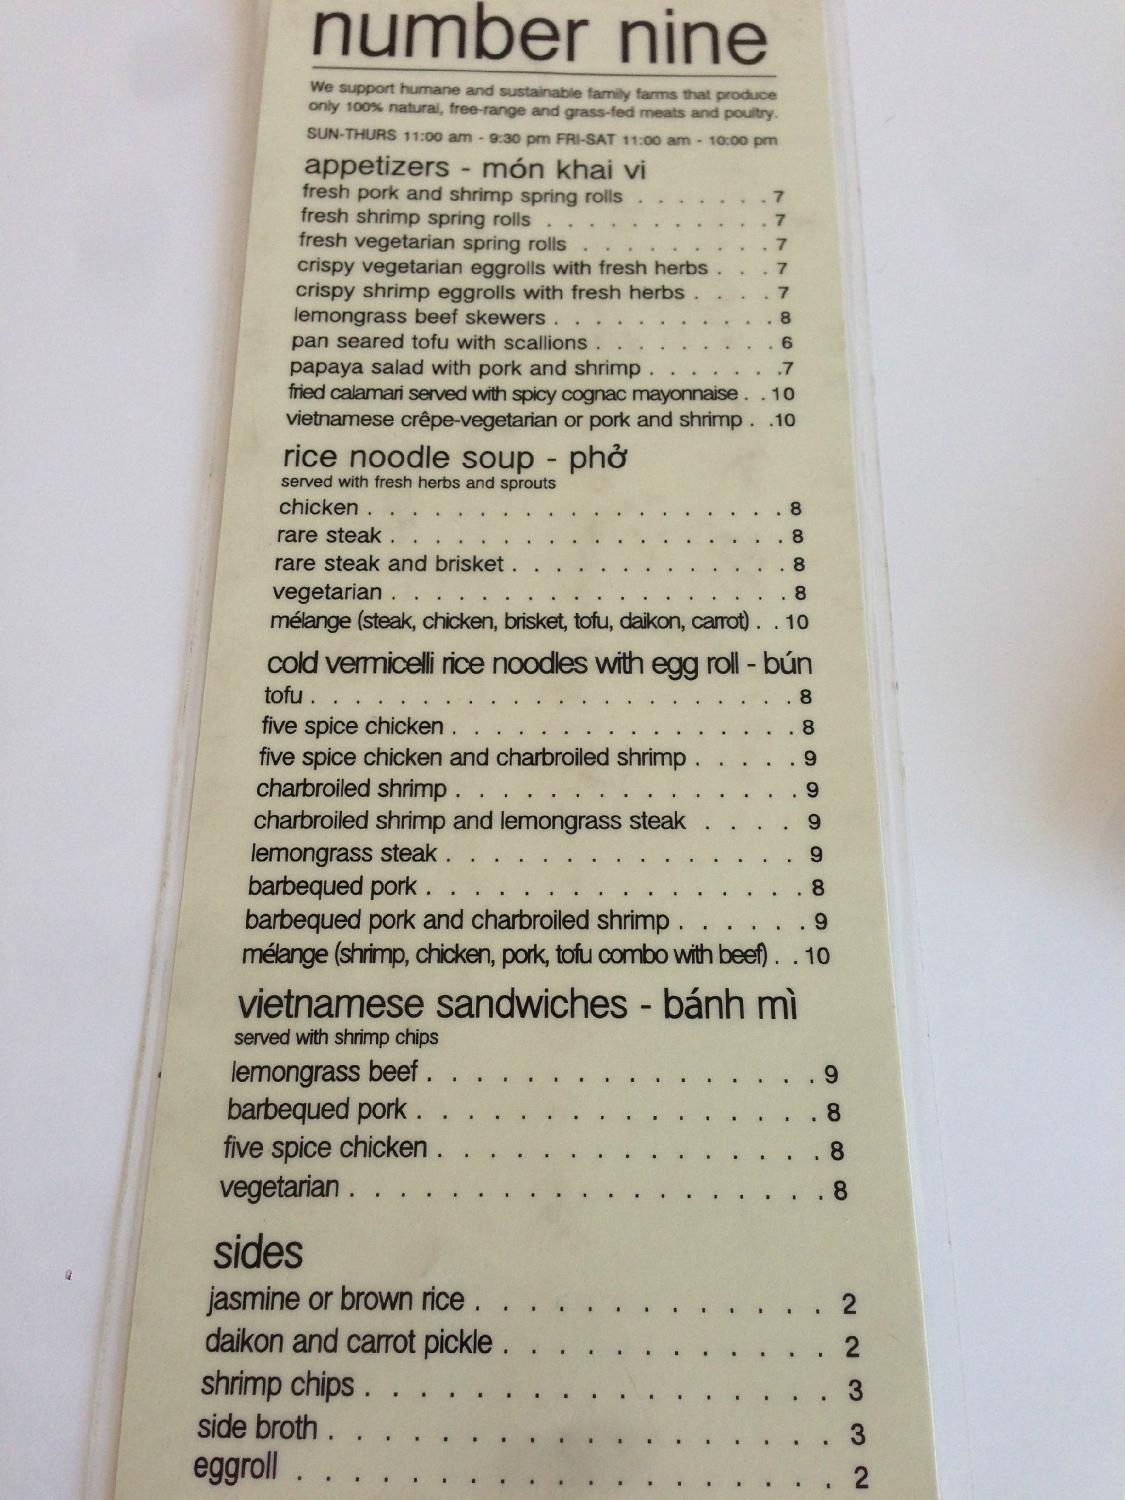 number nine
We support humane and sustainable family farms that produce
only 100% natural, free-range and grass-fed meats and poultry.
SUN-THURS 11:00 am - 9:30 pm FRI-SAT 11:00 am - 10:00 pm
appetizers - món khai vi
fresh pork and shrimp spring rolls . . . . . . . 7
fresh shrimp spring rolls . . . . . . . . . . . 7
fresh vegetarian spring rolls . . . . . . . . . 7
crispy vegetarian eggrolls with fresh herbs . . . 7
crispy shrimp eggrolls with fresh herbs . . . . 7
lemongrass beef skewers . . . . . . . . . . . 8
pan seared tofu with scallions . . . . . . . . . 6
papaya salad with pork and shrimp . . . . . . .7
fried calamari served with spicy cognac mayonnaise . . 10
vietnamese crêpe-vegetarian or pork and shrimp . .10
rice noodle soup - phở
served with fresh herbs and sprouts
chicken . . . . . . . . . . . . . . . . . . . 8
rare steak . . . . . . . . . . . . . . . . . . 8
rare steak and brisket . . . . . . . . . . . . . 8
vegetarian . . . . . . . . . . . . . . . . . . 8
mélange (steak, chicken, brisket, tofu, daikon, carrot) . . 10
cold vermicelli rice noodles with egg roll - bún
tofu . . . . . . . . . . . . . . . . . . . . . 8
five spice chicken . . . . . . . . . . . . . . . 8
five spice chicken and charbroiled shrimp . . . . . 9
charbroiled shrimp . . . . . . . . . . . . . . . 9
charbroiled shrimp and lemongrass steak . . . . 9
lemongrass steak . . . . . . . . . . . . . . . 9
barbequed pork . . . . . . . . . . . . . . . . 8
barbequed pork and charbroiled shrimp . . . . . . 9
mélange (shrimp, chicken, pork, tofu combo with beef) . . 10
vietnamese sandwiches - bánh mì
served with shrimp chips
lemongrass beef . . . . . . . . . . . . . . . . 9
barbequed pork . . . . . . . . . . . . . . . . 8
five spice chicken . . . . . . . . . . . . . . . 8
vegetarian . . . . . . . . . . . . . . . . . . . 8
sides
jasmine or brown rice . . . . . . . . . . . . . 2
daikon and carrot pickle . . . . . . . . . . . . 2
shrimp chips . . . . . . . . . . . . . . . . . 3
side broth . . . . . . . . . . . . . . . . . . 3
eggroll . . . . . . . . . . . . . . . . . . . 2